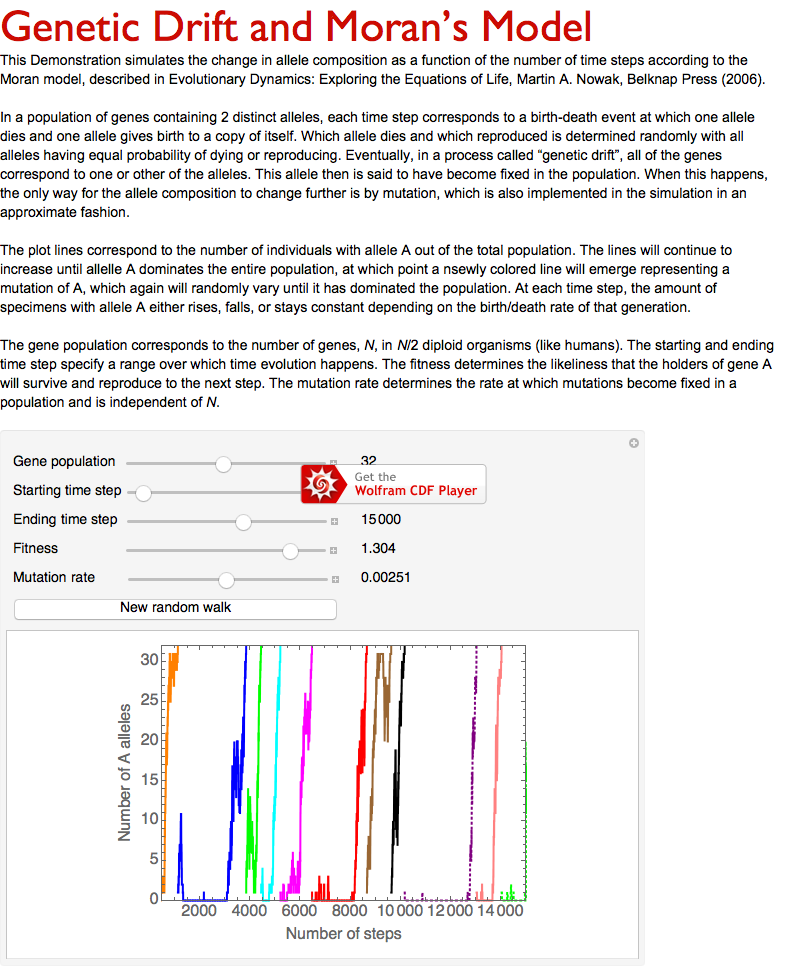 Genetic Drift and Moran's Model
This Demonstration simulates the change in allele composition as a function of the number of time steps according to the
Moran model, described in Evolutionary Dynamics: Exploring the Equations of Life, Martin A. Nowak, Belknap Press (2006).
In a population of genes containing 2 distinct alleles, each time step corresponds to a birth-death event at which one allele
dies and one allele gives birth to a copy of itself. Which allele dies and which reproduced is determined randomly with all
alleles having equal probability of dying or reproducing. Eventually, in a process called “genetic drift”, all of the genes
correspond to one or other of the alleles. This allele then is said to have become fixed in the population. When this happens,
the only way for the allele composition to change further is by mutation, which is also implemented in the simulation in an
approximate fashion.
The plot lines correspond to the number of individuals with allele A out of the total population. The lines will continue to
increase until allelle A dominates the entire population, at which point a nsewly colored line will emerge representing a
mutation of A, which again will randomly vary until it has dominated the population. At each time step, the amount of
specimens with allele A either rises, falls, or stays constant depending on the birth/death rate of that generation.
The gene population corresponds to the number of genes, N, in N/2 diploid organisms (like humans). The starting and ending
time step specify a range over which time evolution happens. The fitness determines the likeliness that the holders of gene A
will survive and reproduce to the next step. The mutation rate determines the rate at which mutations become fixed in a
population and is independent of N.
Gene population 32
Starting time step
Get the
Wolfram CDF Player
Ending time step 15000
Fitness 1.304
Mutation rate 0.00251
New random walk
Number of A alleles
30
25
20
15
10
5
0
2000 4000 6000 8000 10000 12000 14000
Number of steps